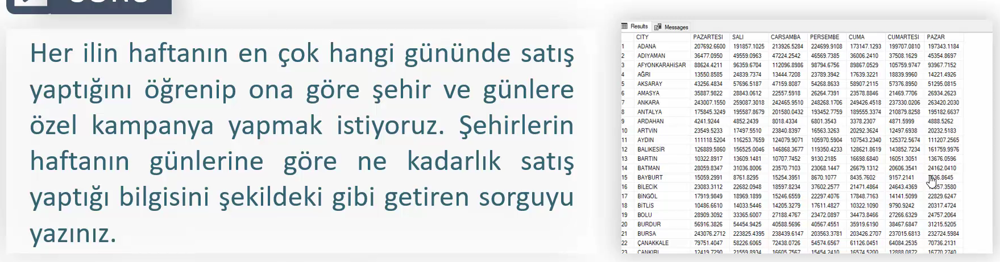 SORU
Her ilin haftanın en çok hangi gününde satış
yaptığını öğrenip ona göre şehir ve günlere
özel kampanya yapmak istiyoruz. Şehirlerin
haftanın günlerine göre ne kadarlık satış
yaptığı bilgisini şekildeki gibi getiren sorguyu
yazınız.
Results Messages
CITY PAZARTESI SALI CARSAMBA PERSEMBE CUMA CUMARTESI PAZAR
1 ADANA 207692.6600 191857.1025 213926.5284 224699.9108 173147.1293 199707.0810 197343.1184
2 ADIYAMAN 36477.0950 49559.0963 47224.2542 46569.7385 36006.2410 37508.1629 45354.8697
3 AFYONKARAHİSAR 88624.4211 96359.6704 112096.8986 98794.6756 89867.0529 105759.9747 93967.7152
4 AĞRI 13550.8585 24839.7374 13444.7208 23789.3942 17639.3221 18839.9960 14221.4926
5 AKSARAY 43256.4834 57696.5187 47159.8087 54268.8633 58907.2115 57376.8950 51295.0815
6 AMASYA 35887.9822 28843.0612 22557.5918 26264.7391 23578.8846 21469.7706 26934.2623
7 ANKARA 243007.1550 259087.3018 242465.9510 248268.1706 249426.4518 237330.0206 263420.2030
8 ANTALYA 175845.3249 195587.8679 201580.0432 193452.7759 189555.3374 210879.8258 195182.6637
9 ARDAHAN 4241.9244 4852.2439 8018.4334 6801.3543 3378.2307 4871.5999 4888.5262
10 ARTVİN 23549.5233 17497.5510 23840.8397 16563.3263 20292.3624 12497.6938 20232.5183
11 AYDIN 111118.5204 116253.7659 124079.9071 105970.5904 107543.2340 125372.5674 111207.2565
12 BALIKESİR 126889.5860 156525.0046 146868.3677 119350.4233 128621.8619 143852.7234 161759.9976
13 BARTIN 10322.8917 13609.1481 10707.7452 9130.2185 16698.6840 16051.3051 13676.0596
14 BATMAN 28059.8347 31036.8006 23570.7103 23068.1447 26679.1312 20606.3541 24162.0410
15 BAYBURT 15059.2991 8761.8295 15254.3951 8670.1077 8435.7602 9157.2141
16 BİLECİK 23083.3112 22682.0948 18597.8234 37602.2577 21471.4864 24643.4369
17 BİNGÖL 17919.9849 18969.1899 15246.6559 22297.4076 17848.7163 14141.5099 22829.6247
18 BİTLİS 10486.6610 14033.5446 14205.3279 17611.4827 10322.1090 9790.9242 20317.4724
19 BOLU 28909.3092 33365.6007 27188.4767 23472.0897 34473.8466 27266.6329 24757.2064
20 BURDUR 56916.3826 54454.9425 40588.5696 40567.4551 35919.6190 38467.6847 31215.5205
21 BURSA 243076.2712 223825.4395 238439.6147 203563.3781 203426.2707 237015.6813 232724.5984
22 ÇANAKKALE 79751.4047 58226.6065 72438.0726 54574.6567 61126.0451 64084.2535 70736.2131
23 ÇANKIRI 12419.7290 21559.8934 16605.7567 15454.2410 16574.5200 12888.0872 16770.2740